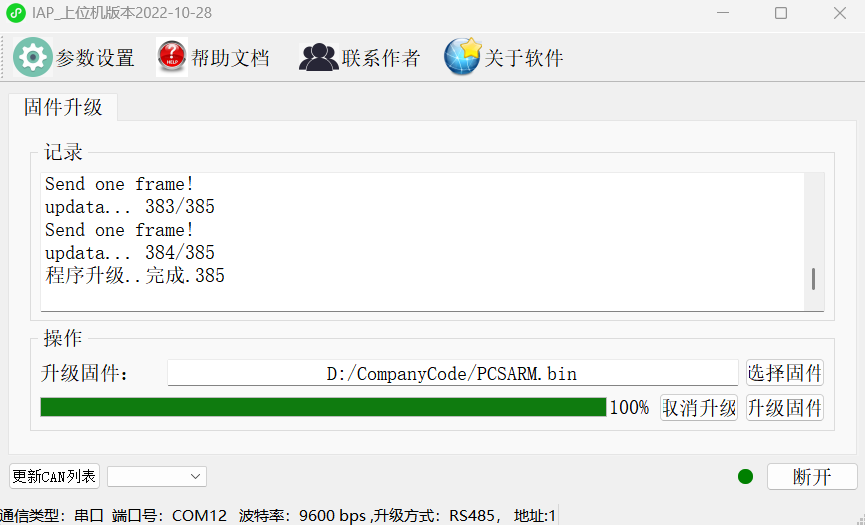 IAP_上位机版本2022-10-28
参数设置 HELP 帮助文档 联系作者 关于软件
固件升级
记录
Send one frame!
updata... 383/385
Send one frame!
updata... 384/385
程序升级..完成.385
操作
升级固件: D:/CompanyCode/PCSARM.bin 选择固件
100% 取消升级 升级固件
更新CAN列表 断开
通信类型：串口 端口号：COM12 波特率：9600 bps ,升级方式：RS485， 地址:1